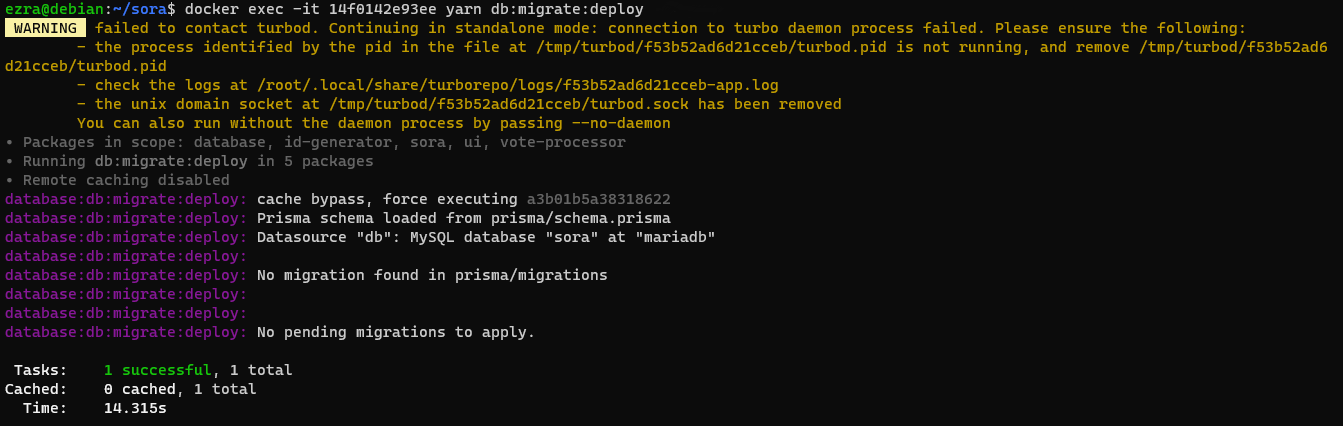 ezra@debian:~/sora$ docker exec -it 14f0142e93ee yarn db:migrate:deploy
WARNING failed to contact turbod. Continuing in standalone mode: connection to turbo daemon process failed. Please ensure the following:
- the process identified by the pid in the file at /tmp/turbod/f53b52ad6d21cceb/turbod.pid is not running, and remove /tmp/turbod/f53b52ad6
d21cceb/turbod.pid
- check the logs at /root/.local/share/turborepo/logs/f53b52ad6d21cceb-app.log
- the unix domain socket at /tmp/turbod/f53b52ad6d21cceb/turbod.sock has been removed
You can also run without the daemon process by passing --no-daemon
• Packages in scope: database, id-generator, sora, ui, vote-processor
• Running db:migrate:deploy in 5 packages
• Remote caching disabled
database:db:migrate:deploy: cache bypass, force executing a3b01b5a38318622
database:db:migrate:deploy: Prisma schema loaded from prisma/schema.prisma
database:db:migrate:deploy: Datasource "db": MySQL database "sora" at "mariadb"
database:db:migrate:deploy:
database:db:migrate:deploy: No migration found in prisma/migrations
database:db:migrate:deploy:
database:db:migrate:deploy:
database:db:migrate:deploy: No pending migrations to apply.
Tasks: 1 successful, 1 total
Cached: 0 cached, 1 total
Time: 14.315s